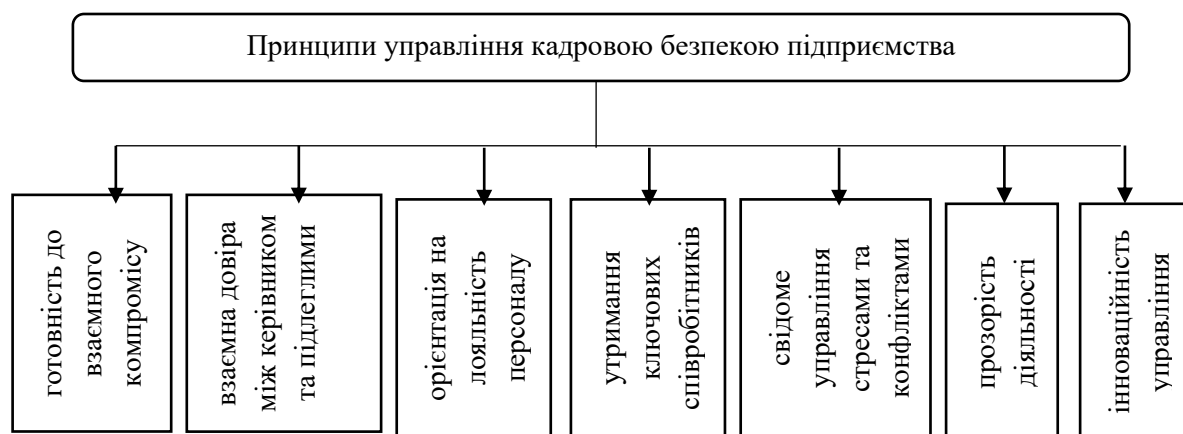 Принципи управління кадровою безпекою підприємства
готовність до
взаємного
компромісу
взаємна довіра
між керівником
та підлеглими
орієнтація на
лояльність
персоналу
утримання
ключових
співробітників
свідоме
управління
стресами та
конфліктами
прозорість
діяльності
інноваційність
управління